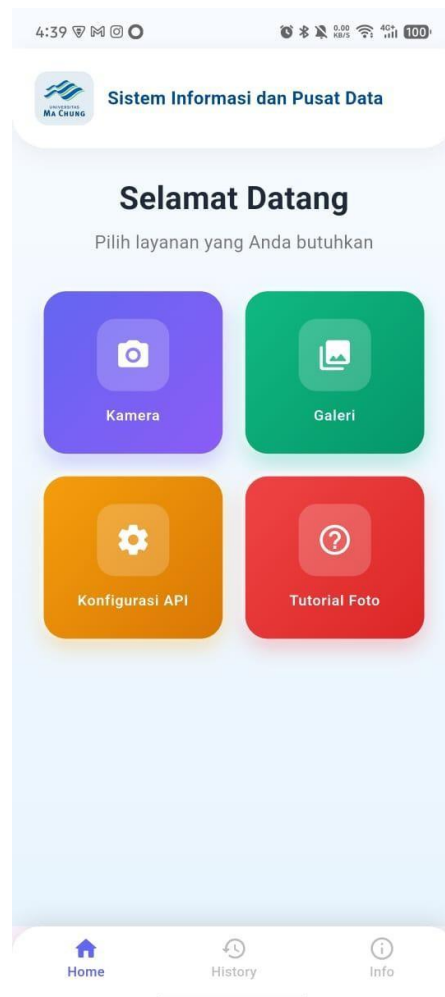 4:39
0.00
KB/S
4G+
100
UNIVERSITAS
MA CHUNG
Sistem Informasi dan Pusat Data
Selamat Datang
Pilih layanan yang Anda butuhkan
Kamera
Galeri
Konfigurasi API
Tutorial Foto
Home
History
Info